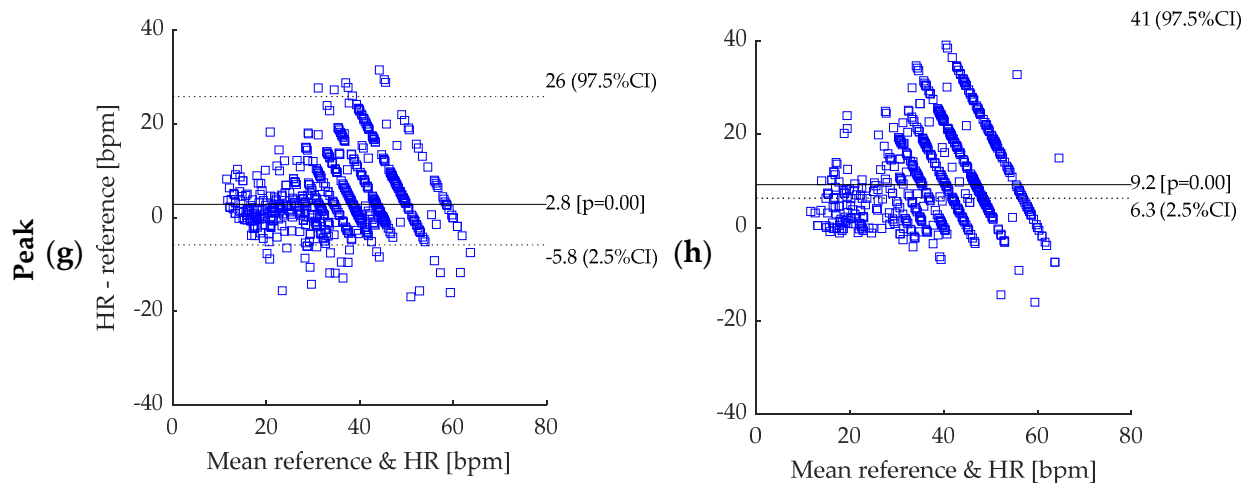 Peak
(g)
HR - reference [bpm]
40
20
0
-20
-40
0 20 40 60 80
Mean reference & HR [bpm]
26 (97.5%CI)
2.8 [p=0.00]
-5.8 (2.5%CI)
(h)
40
20
0
-20
-40
0 20 40 60 80
Mean reference & HR [bpm]
41 (97.5%CI)
9.2 [p=0.00]
6.3 (2.5%CI)